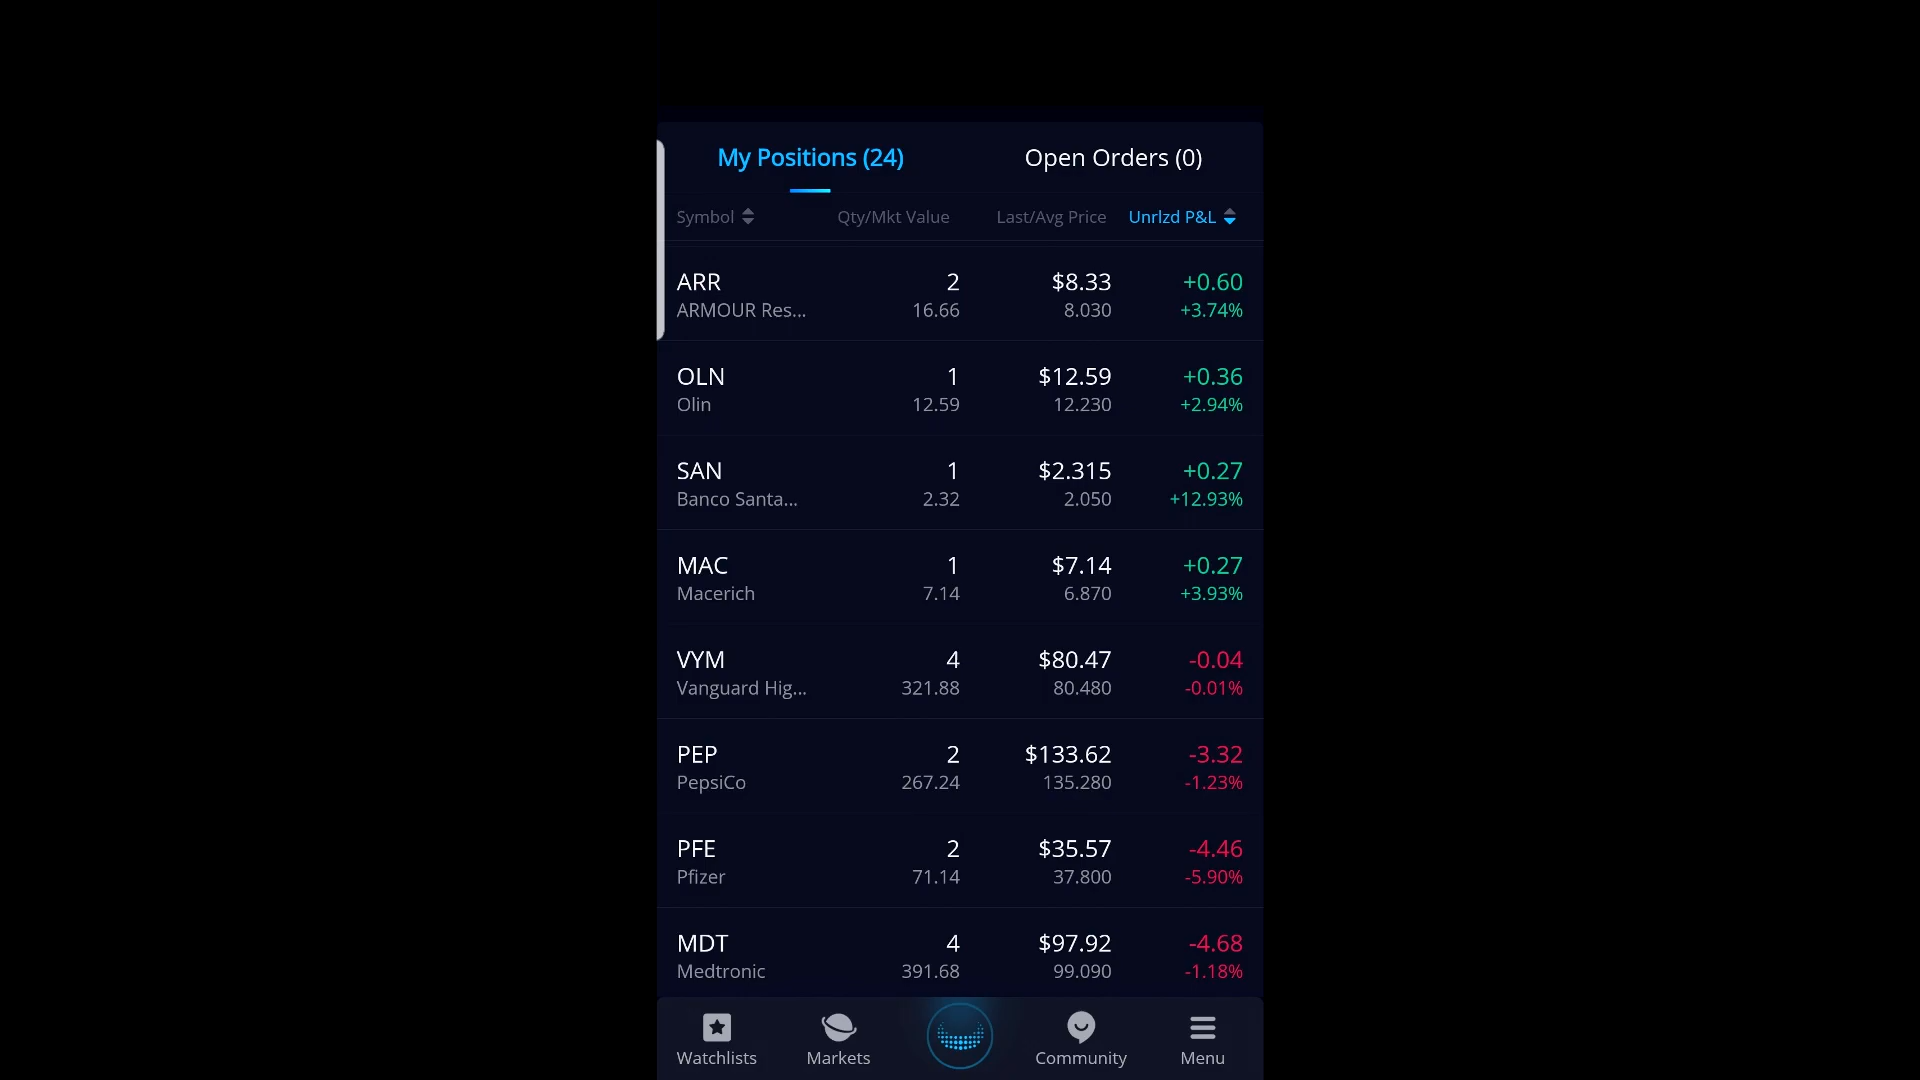 My Positions (24) Open Orders (0)
Symbol Qty/Mkt Value Last/Avg Price Unrlzd P&L
ARR 2 $8.33 +0.60
ARMOUR Res... 16.66 8.030 +3.74%
OLN 1 $12.59 +0.36
Olin 12.59 12.230 +2.94%
SAN 1 $2.315 +0.27
Banco Santa... 2.32 2.050 +12.93%
MAC 1 $7.14 +0.27
Macerich 7.14 6.870 +3.93%
VYM 4 $80.47 -0.04
Vanguard Hig... 321.88 80.480 -0.01%
PEP 2 $133.62 -3.32
PepsiCo 267.24 135.280 -1.23%
PFE 2 $35.57 -4.46
Pfizer 71.14 37.800 -5.90%
MDT 4 $97.92 -4.68
Medtronic 391.68 99.090 -1.18%
Watchlists Markets Community Menu